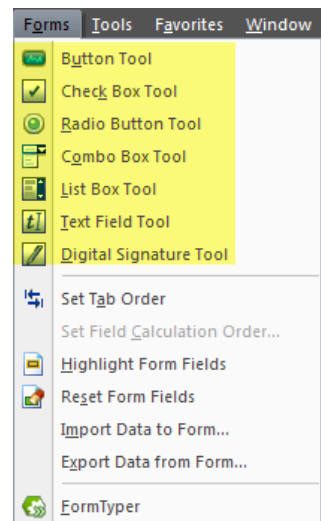 Forms Tools Favorites Window
Button Tool
Check Box Tool
Radio Button Tool
Combo Box Tool
List Box Tool
Text Field Tool
Digital Signature Tool
Set Tab Order
Set Field Calculation Order...
Highlight Form Fields
Reset Form Fields
Import Data to Form...
Export Data from Form...
FormTyper